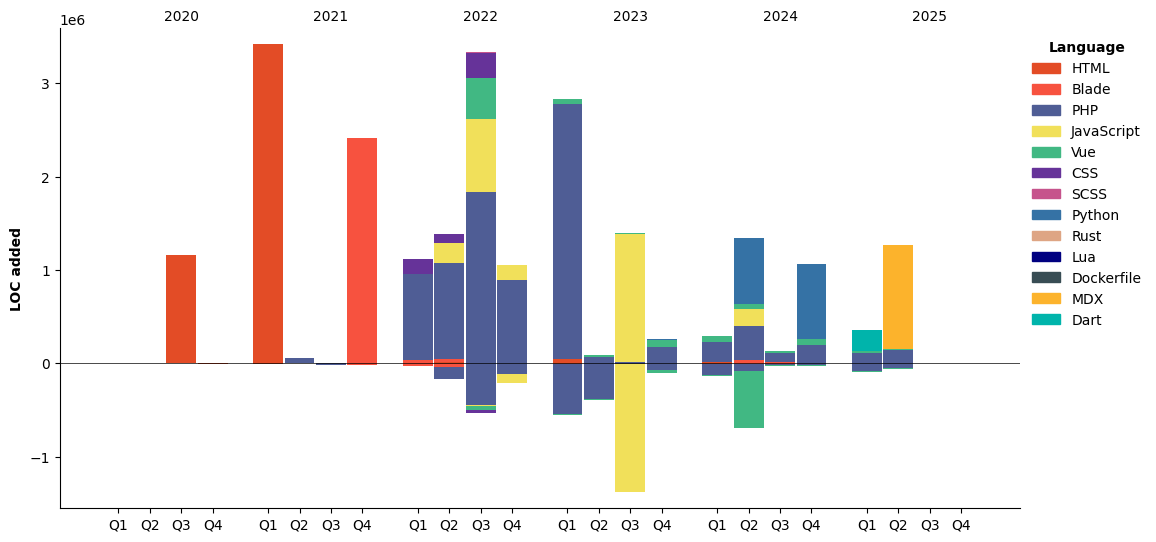 2020 2021 2022 2023 2024 2025
1e6
3
2
1
0
−1
LOC added
Q1 Q2 Q3 Q4 Q1 Q2 Q3 Q4 Q1 Q2 Q3 Q4 Q1 Q2 Q3 Q4 Q1 Q2 Q3 Q4 Q1 Q2 Q3 Q4
Language
HTML
Blade
PHP
JavaScript
Vue
CSS
SCSS
Python
Rust
Lua
Dockerfile
MDX
Dart